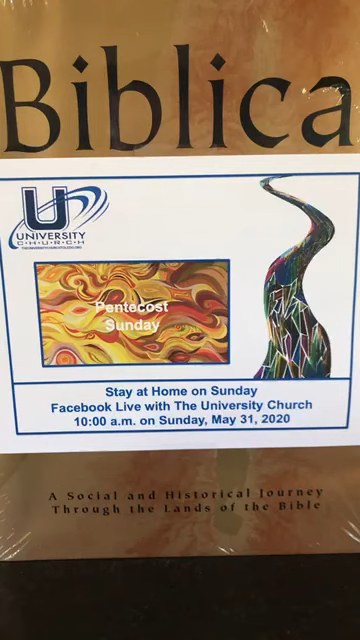 Biblica
U
UNIVERSITY
C·H·U·R·C·H
Pentecost
Sunday
Stay at Home on Sunday
Facebook Live with The University Church
10:00 a.m. on Sunday, May 31, 2020
A Social and Historical Journey
Through the Lands of the Bible